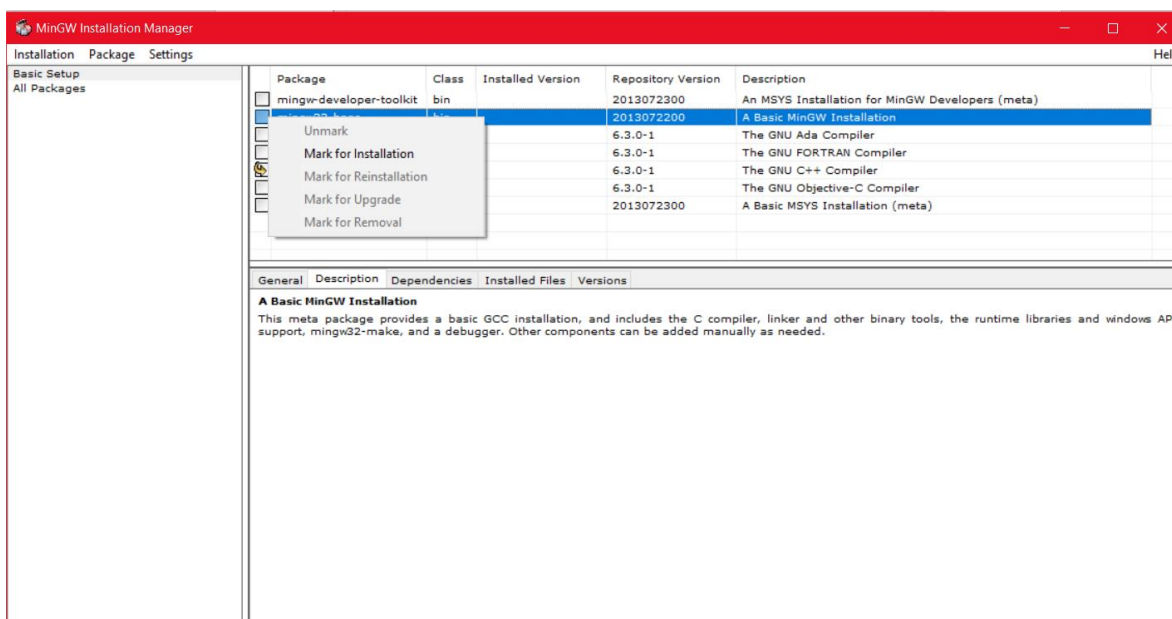 MinGW Installation Manager
Installation Package Settings Hel
Basic Setup
All Packages
Package Class Installed Version Repository Version Description
mingw-developer-toolkit bin 2013072300 An MSYS Installation for MinGW Developers (meta)
2013072200 A Basic MinGW Installation
Unmark
6.3.0-1 The GNU Ada Compiler
Mark for Installation
6.3.0-1 The GNU FORTRAN Compiler
Mark for Reinstallation
6.3.0-1 The GNU C++ Compiler
Mark for Upgrade
6.3.0-1 The GNU Objective-C Compiler
2013072300 A Basic MSYS Installation (meta)
Mark for Removal
General Description Dependencies Installed Files Versions
A Basic MinGW Installation
This meta package provides a basic GCC installation, and includes the C compiler, linker and other binary tools, the runtime libraries and windows AP
support, mingw32-make, and a debugger. Other components can be added manually as needed.